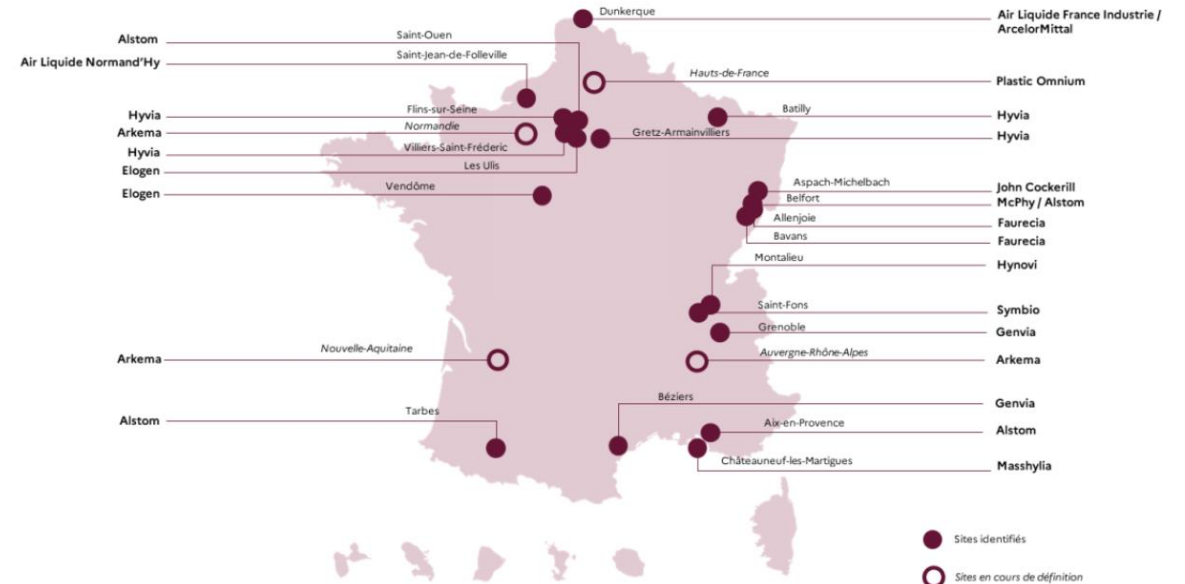 Dunkerque
Air Liquide France Industrie /
ArcelorMittal
Alstom
Saint-Ouen
Air Liquide Normand'Hy
Saint-Jean-de-Folleville
Hauts-de-France
Plastic Omnium
Hyvia
Flins-sur-Seine
Batilly
Hyvia
Arkema
Normandie
Gretz-Armainvilliers
Hyvia
Hyvia
Villiers-Saint-Fréderic
Elogen
Les Ulis
Elogen
Vendôme
Aspach-Michelbach
John Cockerill
Belfort
McPhy / Alstom
Allenjoie
Faurecia
Bavans
Faurecia
Montalieu
Hynovi
Saint-Fons
Symbio
Grenoble
Genvia
Arkema
Nouvelle-Aquitaine
Auvergne-Rhône-Alpes
Arkema
Béziers
Genvia
Alstom
Tarbes
Aix-en-Provence
Alstom
Châteauneuf-les-Martigues
Masshylia
Sites identifiés
Sites en cours de définition